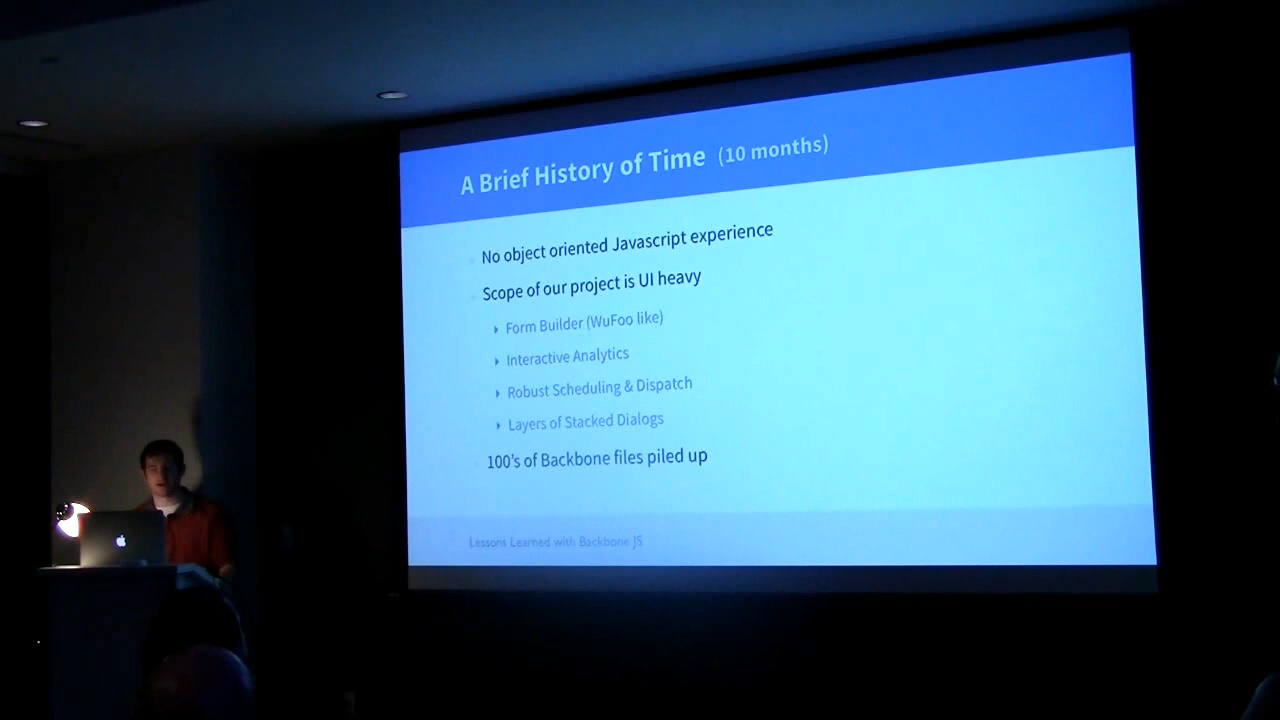 A Brief History of Time (10 months)
No object oriented Javascript experience
Scope of our project is UI heavy
Form Builder (WuFoo like)
Interactive Analytics
Robust Scheduling & Dispatch
Layers of Stacked Dialogs
100's of Backbone files piled up
Lessons Learned with Backbone JS